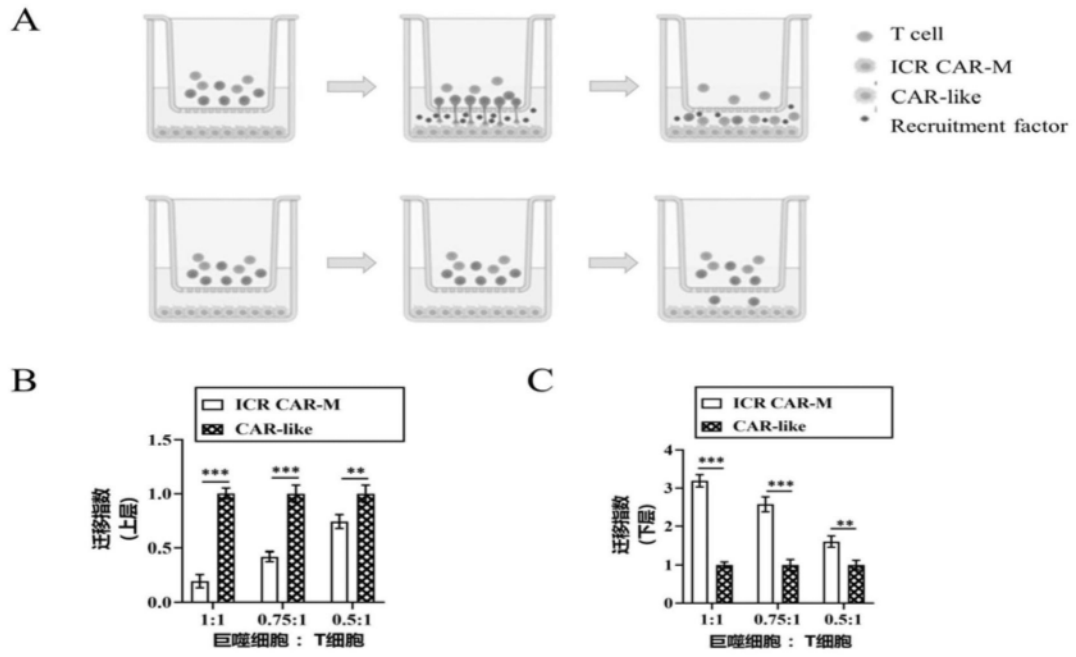 A
T cell
ICR CAR-M
CAR-like
Recruitment factor
B
ICR CAR-M
CAR-like
1.5
1.0
0.5
0.0
迁移指数
(上层)
***
***
**
1:1
0.75:1
0.5:1
巨噬细胞： T细胞
C
ICR CAR-M
CAR-like
4
3
2
1
0
迁移指数
(下层)
***
***
**
1:1
0.75:1
0.5:1
巨噬细胞： T细胞